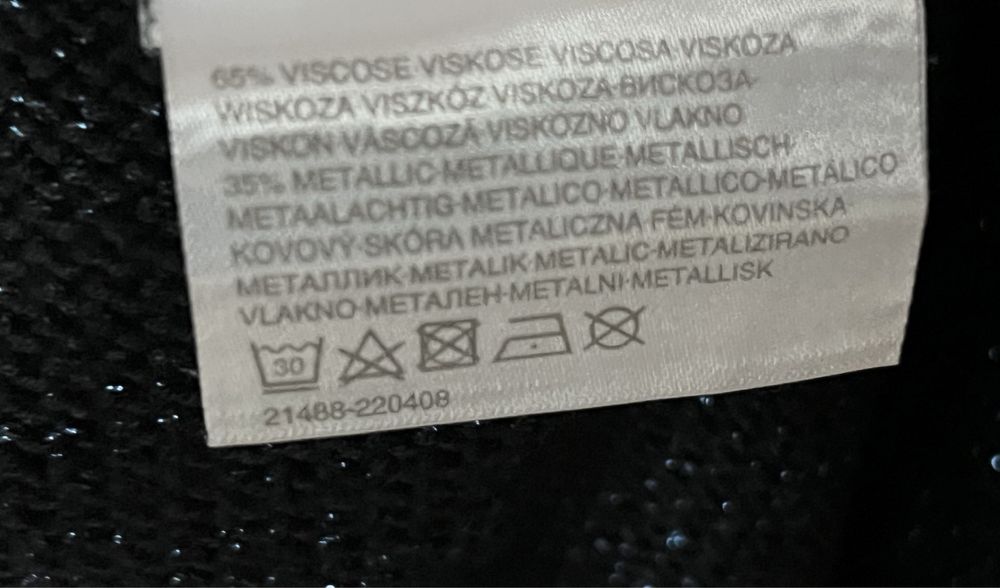 65% VISCOSE·VISKOSE·VISCOSA·VISKÓZA
WISKOZA·VISZKÓZ·VISKOZA·ВИСКОЗА
VISKON·VÂSCOZĂ·VISKOZNO VLAKNO
35% METALLIC·METALLIQUE·METALLISCH
METAALACHTIG·METALICO·METALLICO·METÁLICO
KOVOVÝ·SKÓRA METALICZNA·FÉM·KOVINSKA
МЕТАЛЛИК·METALIK·METALIC·METALIZIRANO
VLAKNO·МЕТАЛЕН·METALNI·METALLISK
30
21488-220408